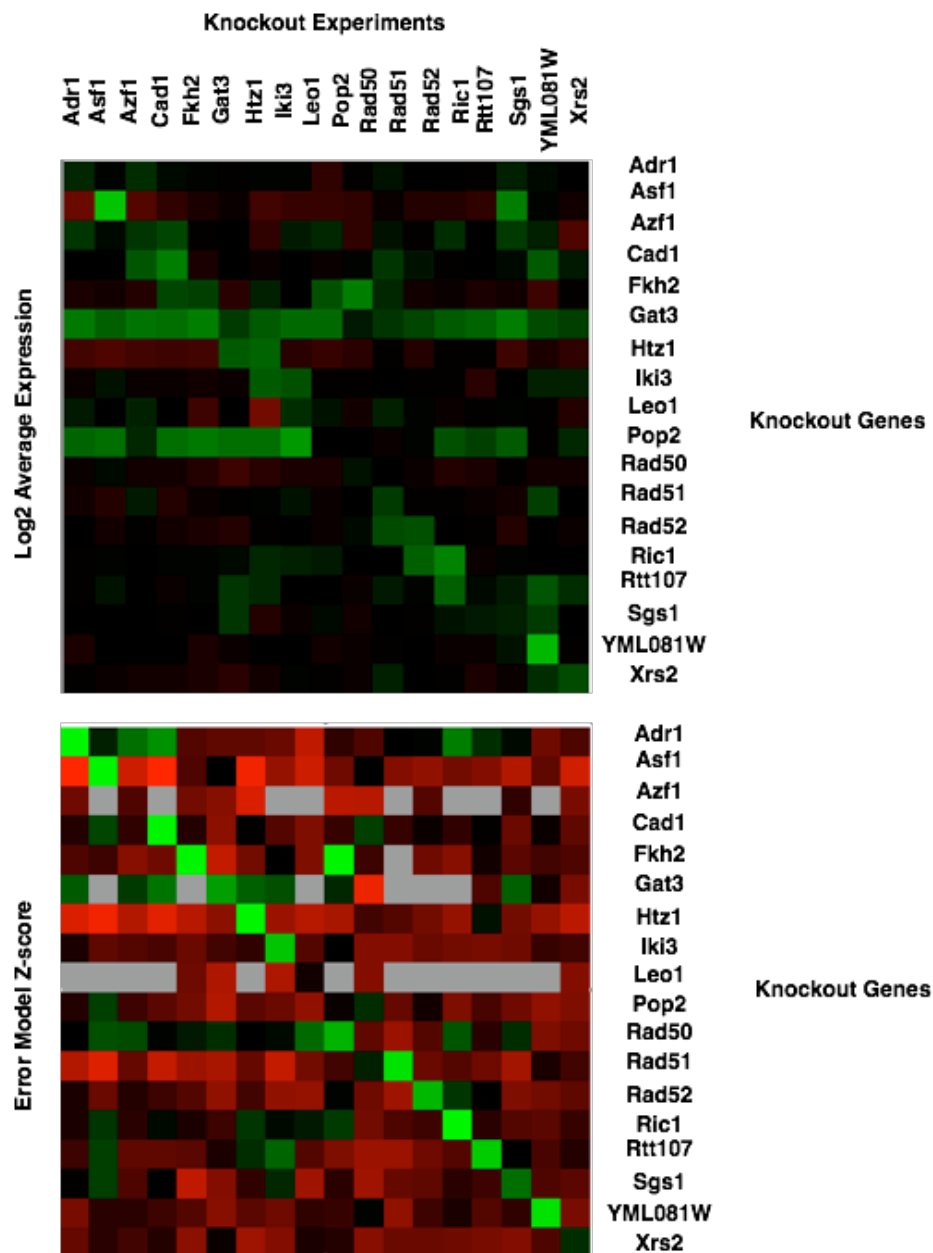 Knockout Experiments
Adr1
Asf1
Azf1
Cad1
Fkh2
Gat3
Htz1
Iki3
Leo1
Pop2
Rad50
Rad51
Rad52
Ric1
Rtt107
Sgs1
YML081W
Xrs2
Log2 Average Expression
Adr1
Asf1
Azf1
Cad1
Fkh2
Gat3
Htz1
Iki3
Leo1
Pop2
Rad50
Rad51
Rad52
Ric1
Rtt107
Sgs1
YML081W
Xrs2
Knockout Genes
Error Model Z-score
Adr1
Asf1
Azf1
Cad1
Fkh2
Gat3
Htz1
Iki3
Leo1
Pop2
Rad50
Rad51
Rad52
Ric1
Rtt107
Sgs1
YML081W
Xrs2
Knockout Genes